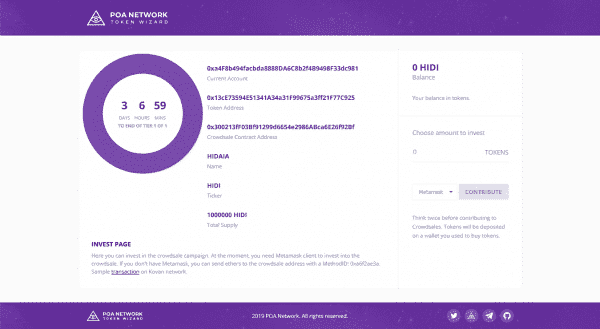 POA NETWORK
TOKEN WIZARD
3 6 59
DAYS HOURS MINS
TO END OF TIER 1 OF 1
Current Account
Token Address
Crowdsale Contract Address
HIDAIA
Name
HIDI
Ticker
1000000 HIDI
Total Supply
INVEST PAGE
Here you can invest in the crowdsale campaign. At the moment, you need Metamask client to invest into the
crowdsale. If you don't have Metamask, you can send ethers to the crowdsale address with a MethodID:
Sample transaction on Kovan network.
0 HIDI
Balance
Your balance in tokens
Choose amount to invest
0 TOKENS
Metamask CONTRIBUTE
Think twice before contributing to
Crowdsales. Tokens will be deposited
on a wallet you used to buy tokens.
POA NETWORK
TOKEN WIZARD
2019 POA Network. All rights reserved.